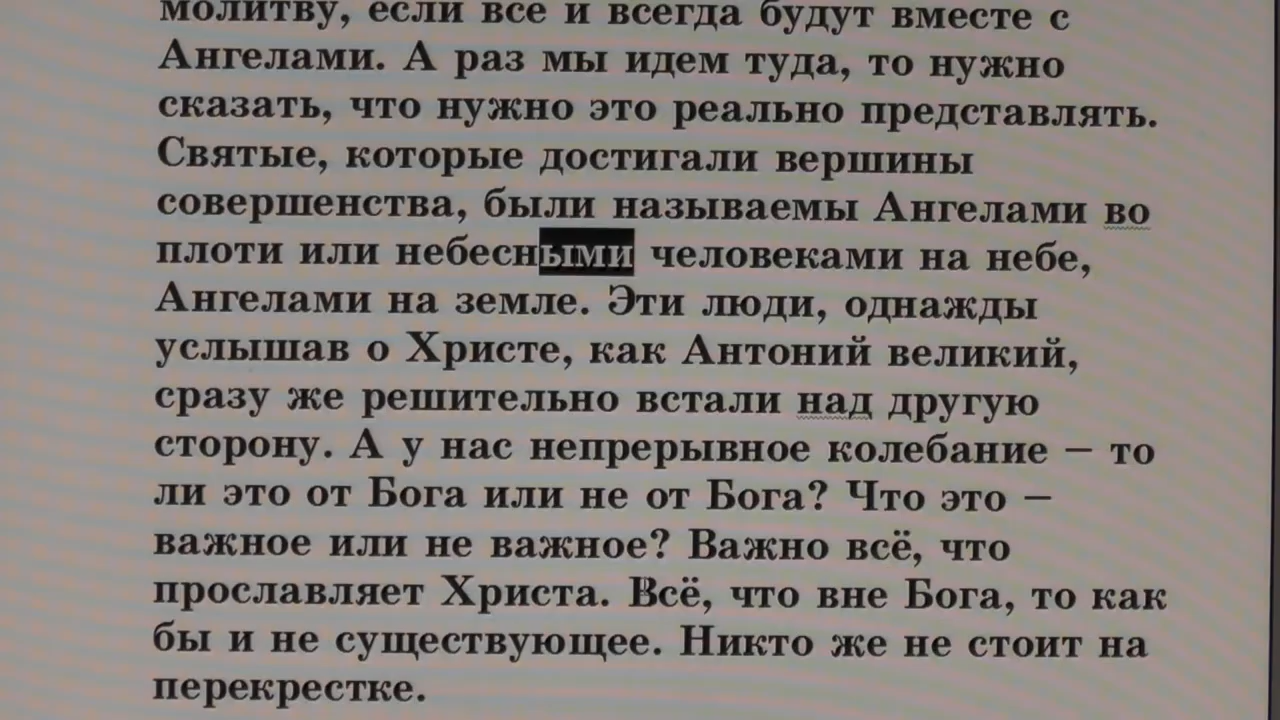 молитву, если все и всегда будут вместе с
Ангелами. А раз мы идем туда, то нужно
сказать, что нужно это реально представлять.
Святые, которые достигали вершины
совершенства, были называемы Ангелами во
плоти или небесными человеками на небе,
Ангелами на земле. Эти люди, однажды
услышав о Христе, как Антоний великий,
сразу же решительно встали над другую
сторону. А у нас непрерывное колебание – то
ли это от Бога или не от Бога? Что это –
важное или не важное? Важно всё, что
прославляет Христа. Всё, что вне Бога, то как
бы и не существующее. Никто же не стоит на
перекрестке.